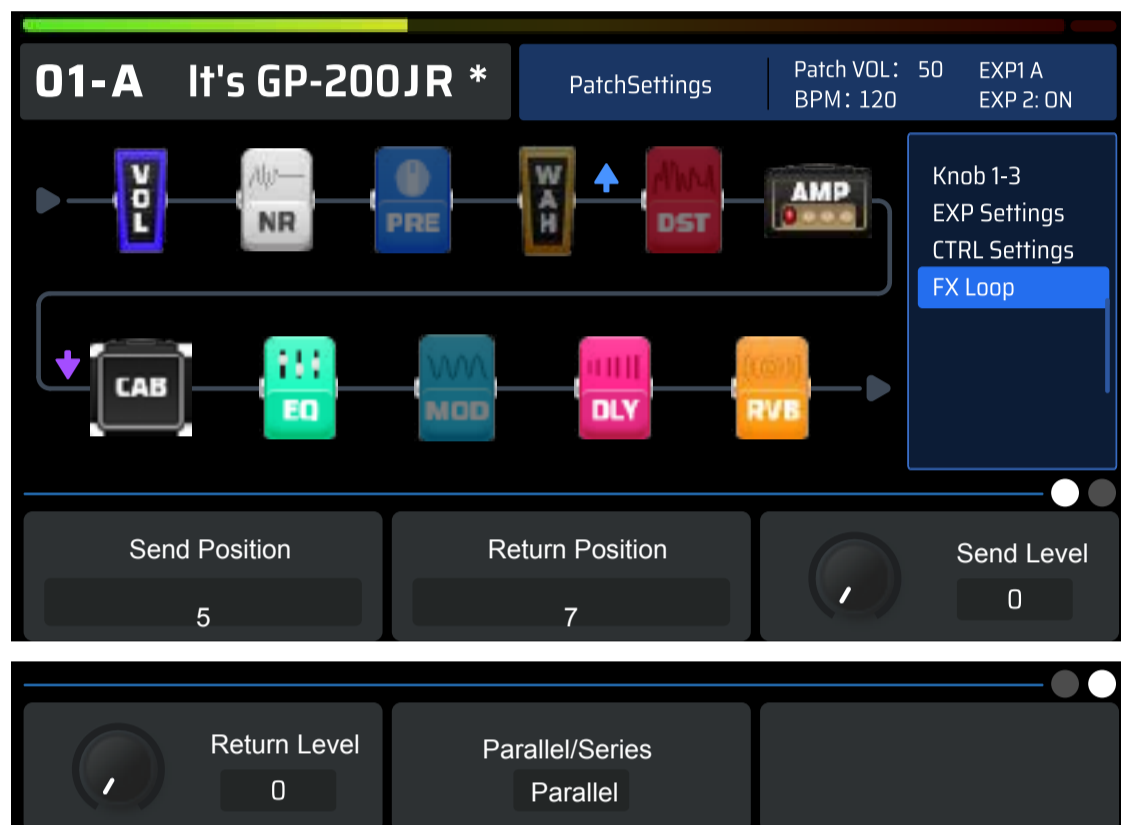 01-A It's GP-200JR *
PatchSettings
Patch VOL: 50 EXP1 A
BPM: 120 EXP 2: ON
VOL
NR
PRE
WAH
DST
AMP
Knob 1-3
EXP Settings
CTRL Settings
FX Loop
CAB
EQ
MOD
DLY
RVB
Send Position
5
Return Position
7
Send Level
0
Return Level
0
Parallel/Series
Parallel